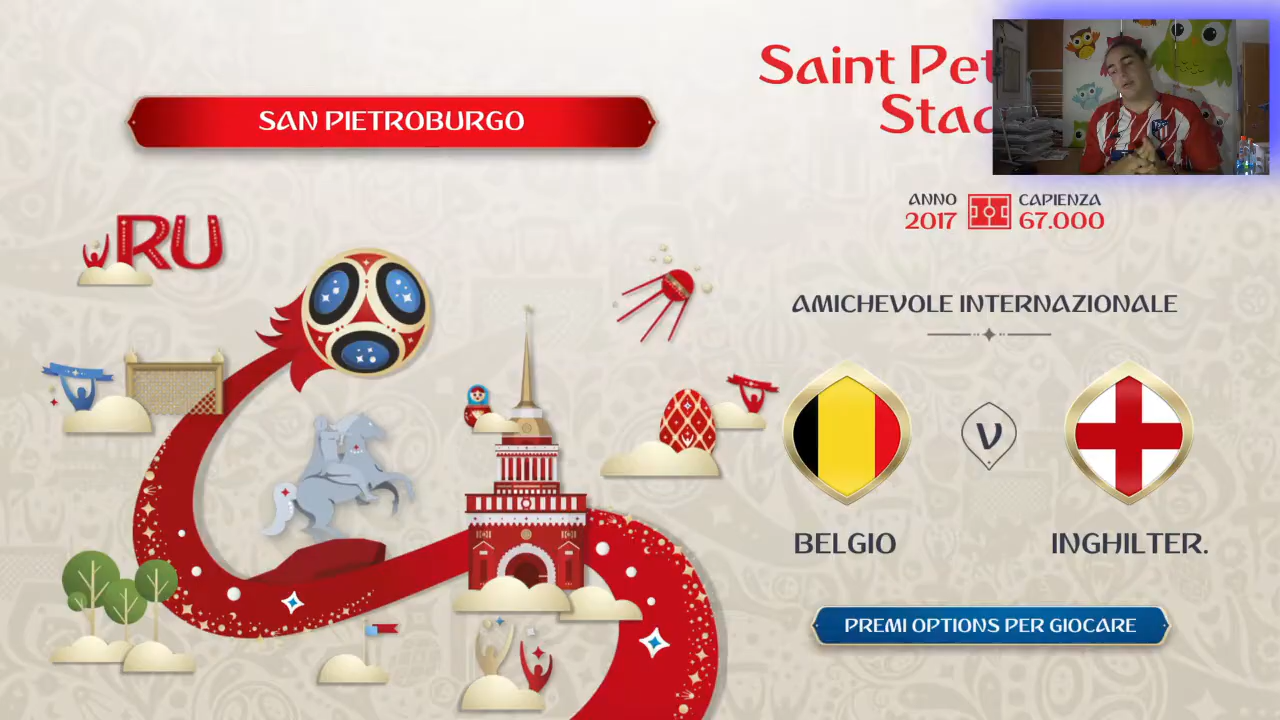 Saint Pet
Stad
SAN PIETROBURGO
ANNO
2017
CAPIENZA
67.000
RU
AMICHEVOLE INTERNAZIONALE
V
BELGIO
INGHILTER.
PREMI OPTIONS PER GIOCARE